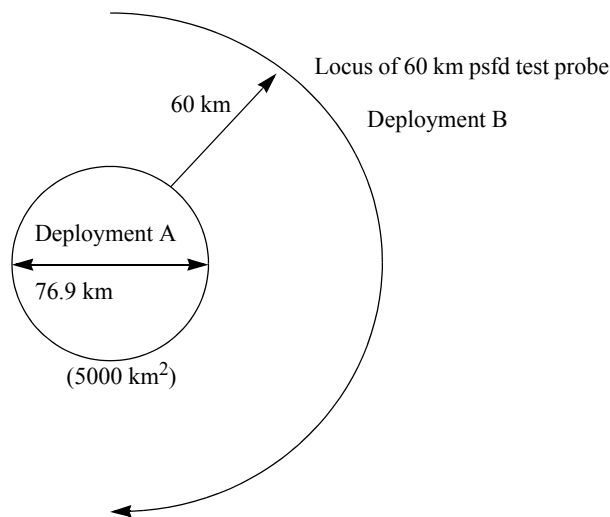 Locus of 60 km psfd test probe
60 km
Deployment B
Deployment A
76.9 km
(5000 km²)